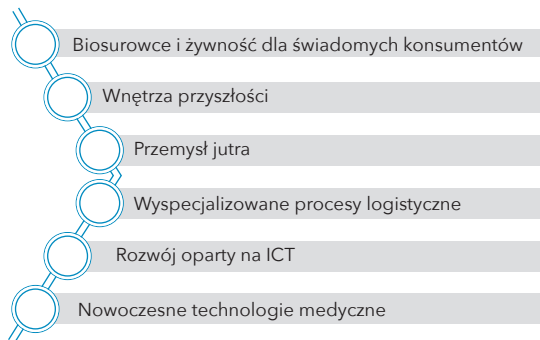 Biosurowce i żywność dla świadomych konsumentów
Wnętrza przyszłości
Przemysł jutra
Wyspecjalizowane procesy logistyczne
Rozwój oparty na ICT
Nowoczesne technologie medyczne